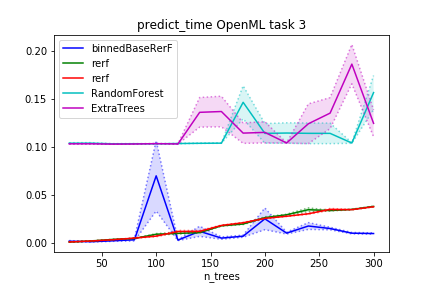 predict_time OpenML task 3
binnedBaseRerF
rerf
rerf
RandomForest
ExtraTrees
0.20
0.15
0.10
0.05
0.00
50 100 150 200 250 300
n_trees